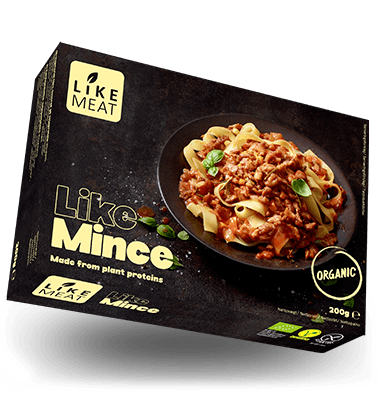 LIKE
MEAT
Like
Mince
Made from plant proteins
ORGANIC
200g ℮
LIKE
MEAT
Like
Mince